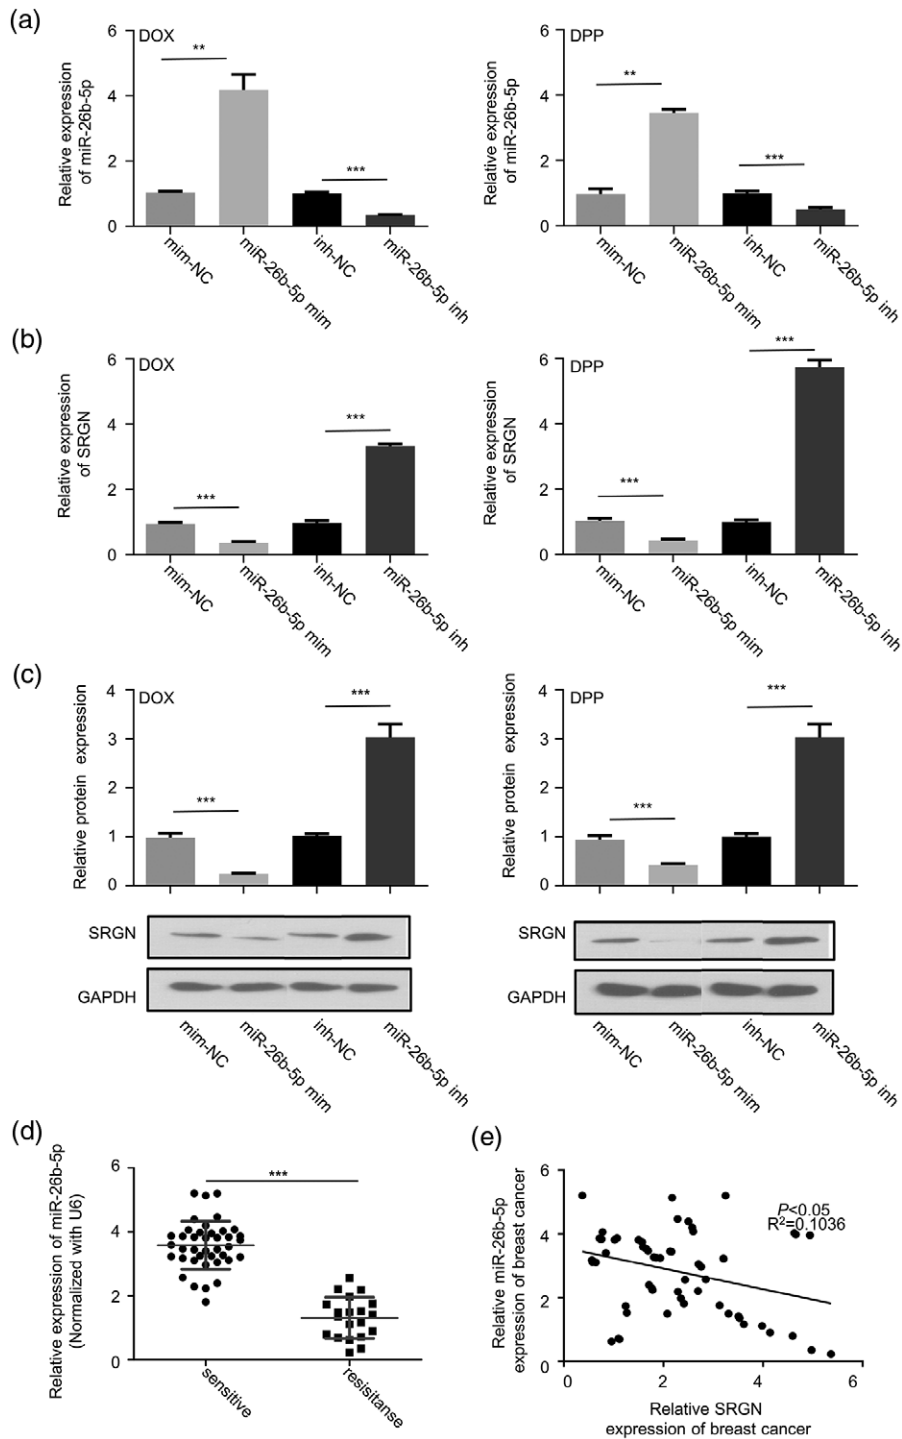 (a)
DOX
Relative expression
of miR-26b-5p
6
4
2
0
**
***
mim-NC
miR-26b-5p mim
inh-NC
miR-26b-5p inh
DPP
Relative expression
of miR-26b-5p
6
4
2
0
**
***
mim-NC
miR-26b-5p mim
inh-NC
miR-26b-5p inh
(b)
DOX
Relative expression
of SRGN
6
4
2
0
***
***
mim-NC
miR-26b-5p mim
inh-NC
miR-26b-5p inh
DPP
Relative expression
of SRGN
6
4
2
0
***
***
mim-NC
miR-26b-5p mim
inh-NC
miR-26b-5p inh
(c)
DOX
Relative protein expression
4
3
2
1
0
***
***
SRGN
GAPDH
mim-NC
miR-26b-5p mim
inh-NC
miR-26b-5p inh
DPP
Relative protein expression
4
3
2
1
0
***
***
SRGN
GAPDH
mim-NC
miR-26b-5p mim
inh-NC
miR-26b-5p inh
(d)
Relative expression of miR-26b-5p
(Normalized with U6)
6
4
2
0
***
sensitive
resisitanse
(e)
Relative miR-26b-5p
expression of breast cancer
6
4
2
0
P<0.05
R²=0.1036
0
2
4
6
Relative SRGN
expression of breast cancer